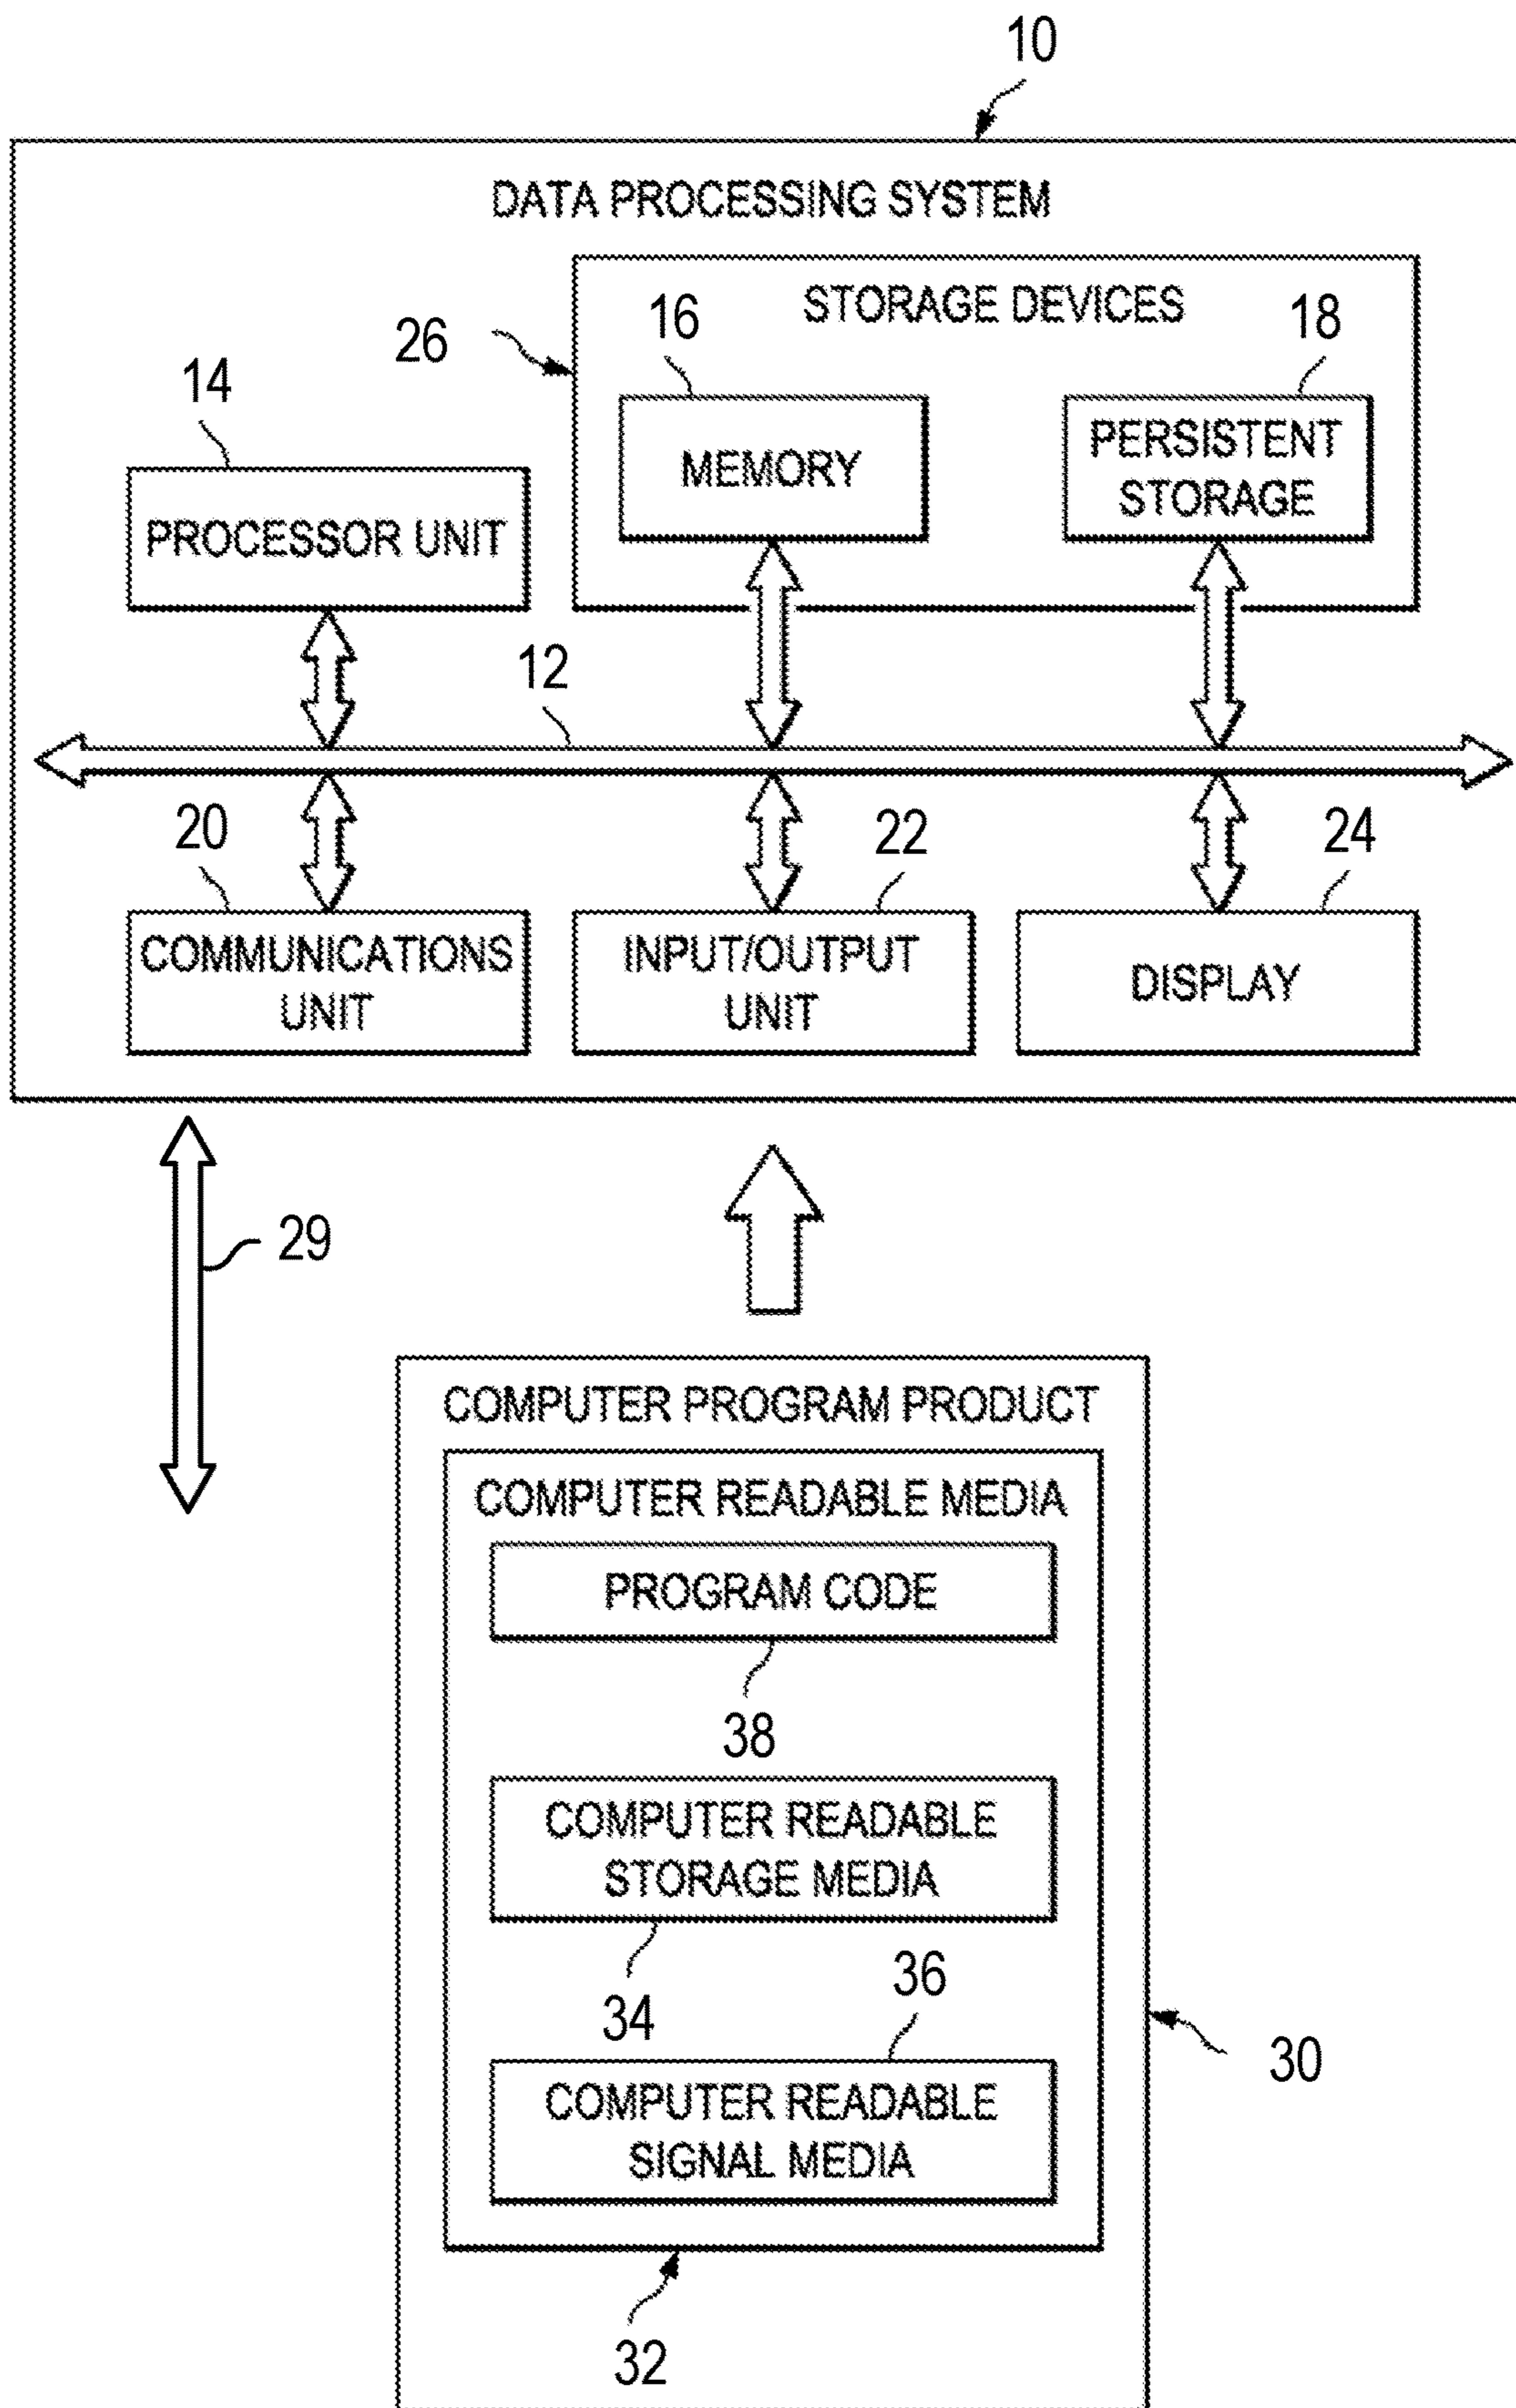 10
DATA PROCESSING SYSTEM
STORAGE DEVICES
26
16
18
14
MEMORY
PERSISTENT
STORAGE
PROCESSOR UNIT
12
20
22
24
COMMUNICATIONS
UNIT
INPUT/OUTPUT
UNIT
DISPLAY
29
COMPUTER PROGRAM PRODUCT
COMPUTER READABLE MEDIA
PROGRAM CODE
38
COMPUTER READABLE
STORAGE MEDIA
34
36
30
COMPUTER READABLE
SIGNAL MEDIA
32